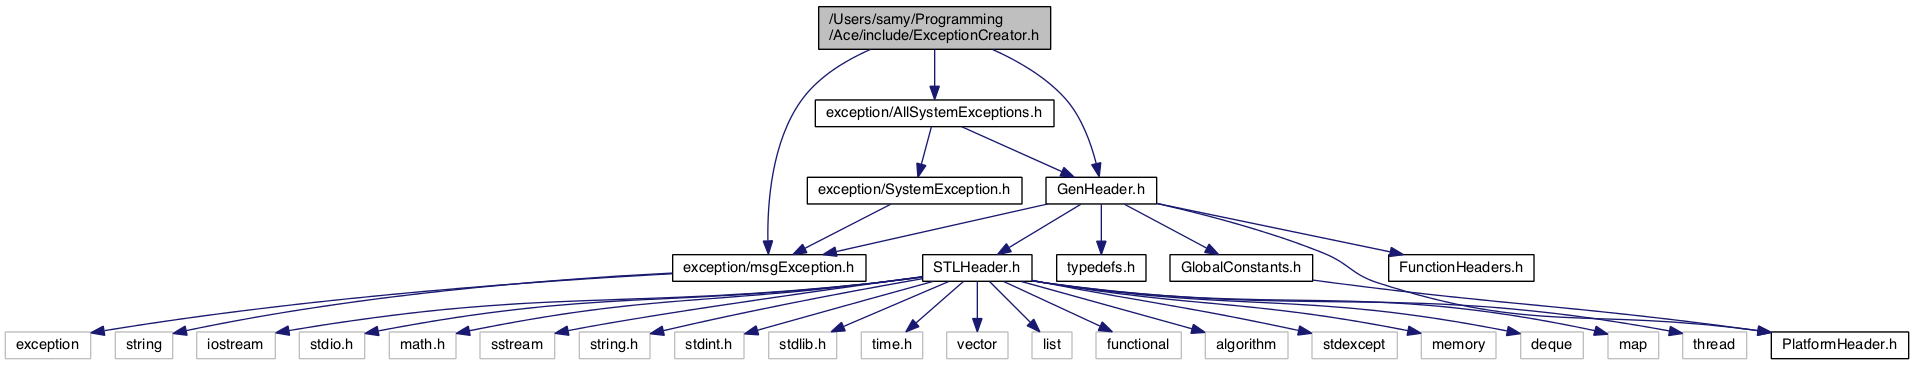 /Users/samy/Programming
/Ace/include/ExceptionCreator.h
exception/AllSystemExceptions.h
exception/SystemException.h
GenHeader.h
exception/msgException.h
STLHeader.h
typedefs.h
GlobalConstants.h
FunctionHeaders.h
exception
string
iostream
stdio.h
math.h
sstream
string.h
stdint.h
stdlib.h
time.h
vector
list
functional
algorithm
stdexcept
memory
deque
map
thread
PlatformHeader.h